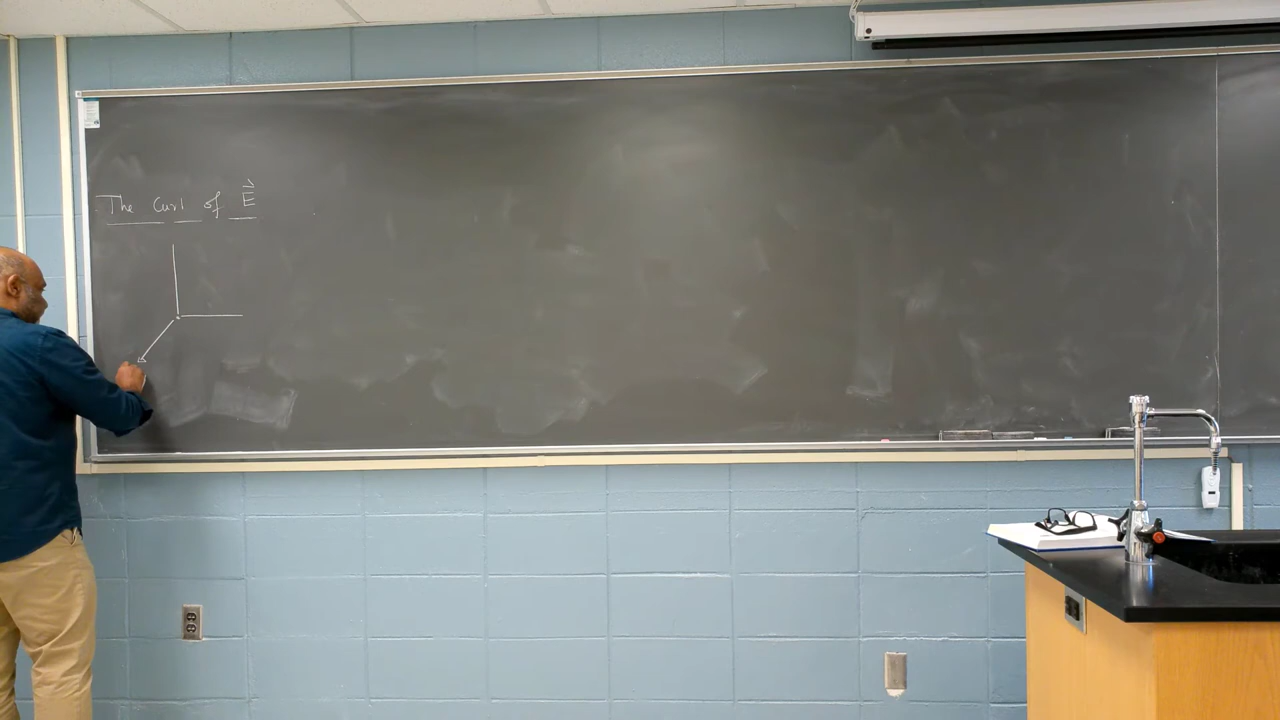 The Curl of E⃗